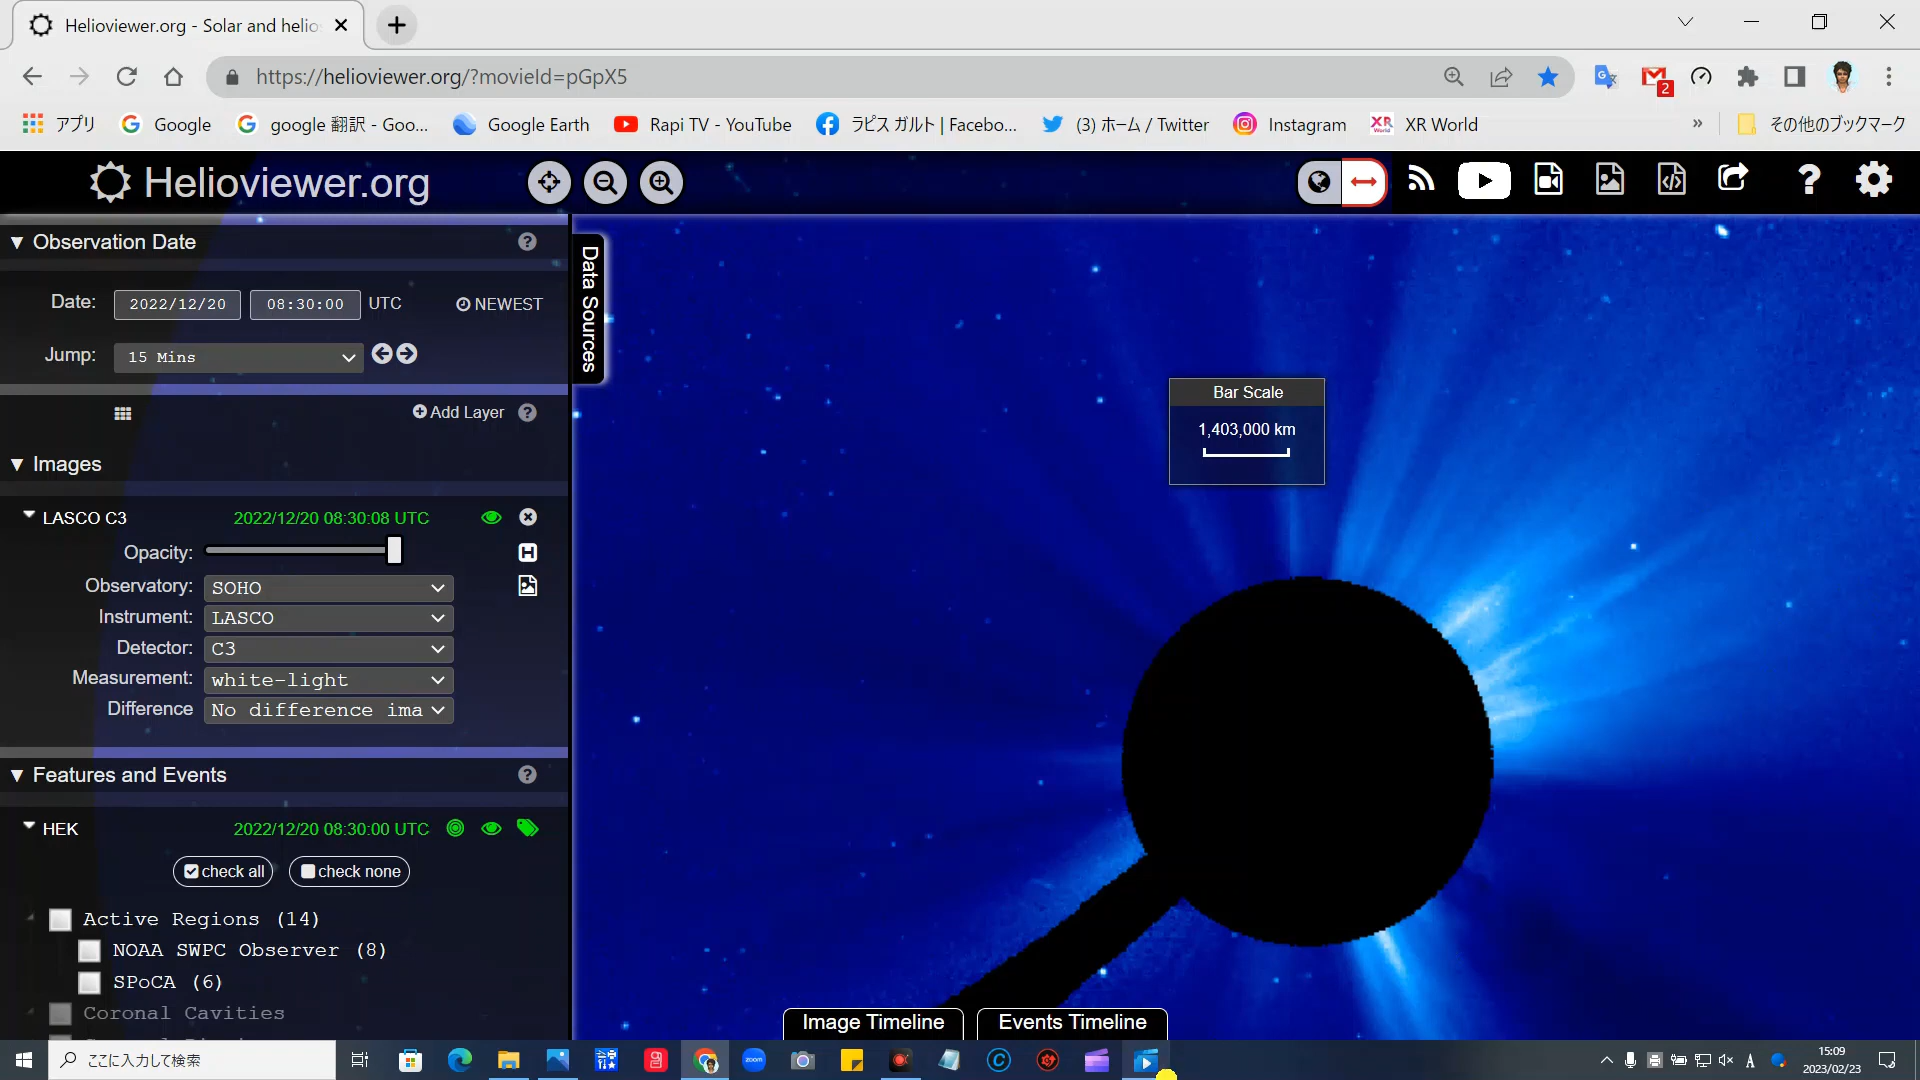 Helioviewer.org - Solar and helio
https://helioviewer.org/?movieId=pGpX5
2
アプリ
Google
google 翻訳 - Goo...
Google Earth
Rapi TV - YouTube
ラピス ガルト | Facebo...
(3) ホーム / Twitter
Instagram
XR World
»
その他のブックマーク
Helioviewer.org
Observation Date
Date: 2022/12/20 08:30:00 UTC NEWEST
Jump: 15 Mins
Add Layer
Images
LASCO C3 2022/12/20 08:30:08 UTC
Opacity:
Observatory: SOHO
Instrument: LASCO
Detector: C3
Measurement: white-light
Difference No difference ima
Features and Events
HEK 2022/12/20 08:30:00 UTC
check all check none
Active Regions (14)
NOAA SWPC Observer (8)
SPoCA (6)
Coronal Cavities
Data Sources
Bar Scale
1,403,000 km
Image Timeline
Events Timeline
ここに入力して検索
zoom
A
15:09
2023/02/23